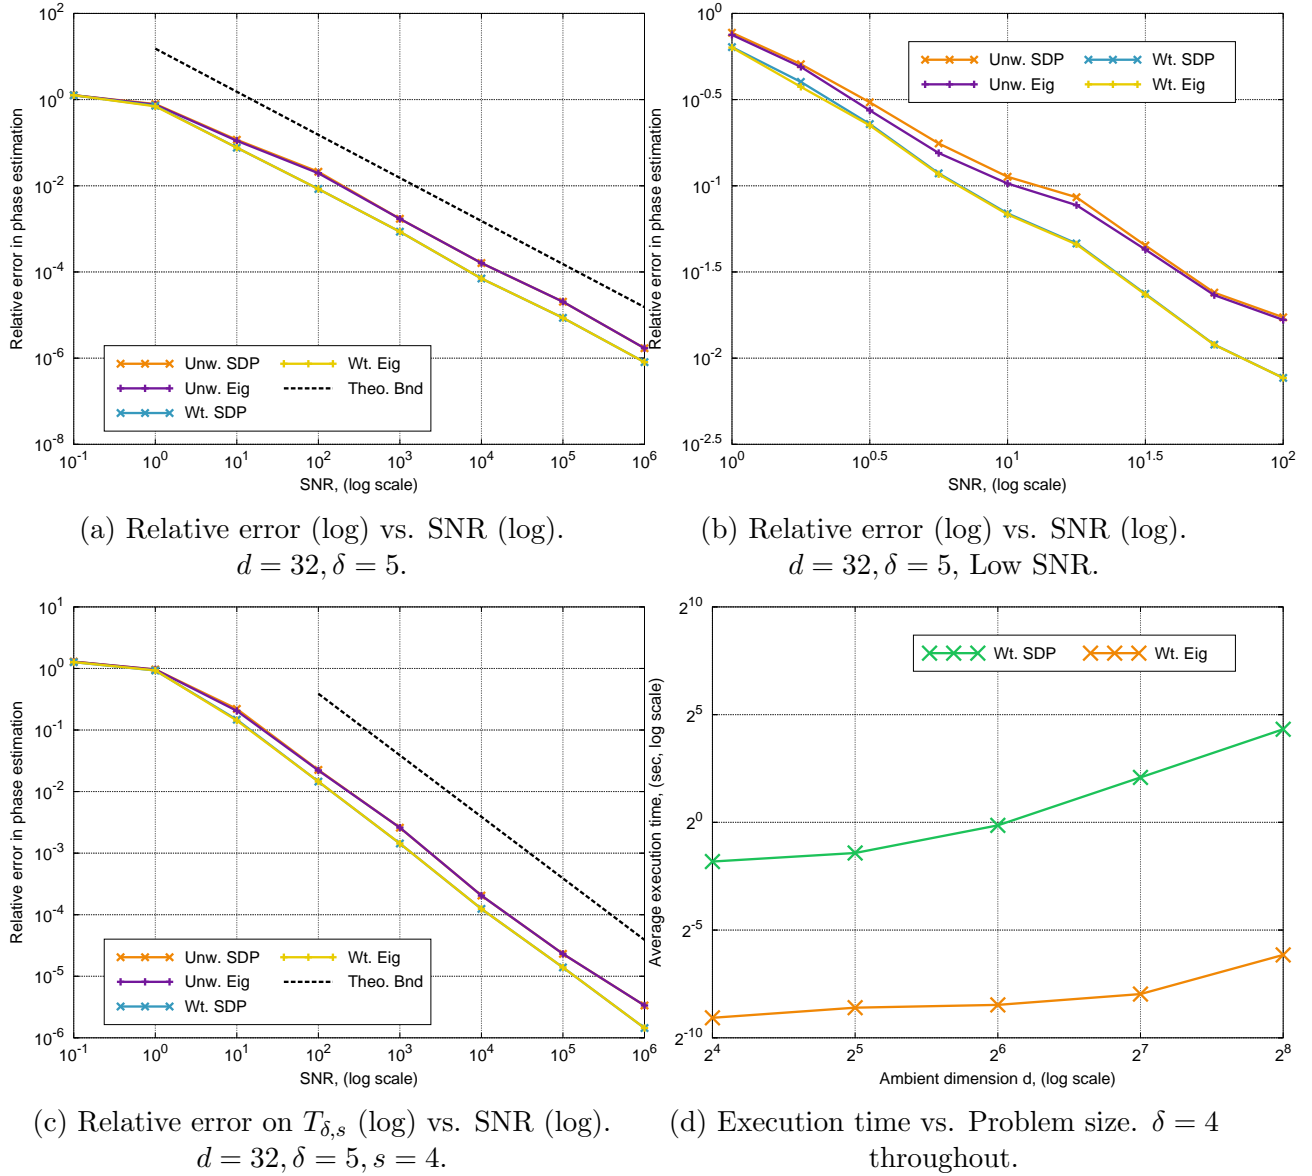 10^2
10^0
10^-2
10^-4
10^-6
10^-8
Relative error in phase estimation
Unw. SDP
Unw. Eig
Wt. SDP
Wt. Eig
Theo. Bnd
10^-1 10^0 10^1 10^2 10^3 10^4 10^5 10^6
SNR, (log scale)
(a) Relative error (log) vs. SNR (log).
d = 32, δ = 5.
10^0
10^-0.5
10^-1
10^-1.5
10^-2
10^-2.5
Relative error in phase estimation
Unw. SDP
Unw. Eig
Wt. SDP
Wt. Eig
10^0 10^0.5 10^1 10^1.5 10^2
SNR, (log scale)
(b) Relative error (log) vs. SNR (log).
d = 32, δ = 5, Low SNR.
10^1
10^0
10^-1
10^-2
10^-3
10^-4
10^-5
10^-6
Relative error in phase estimation
Unw. SDP
Unw. Eig
Wt. SDP
Wt. Eig
Theo. Bnd
10^-1 10^0 10^1 10^2 10^3 10^4 10^5 10^6
SNR, (log scale)
(c) Relative error on T_δ,s (log) vs. SNR (log).
d = 32, δ = 5, s = 4.
2^10
2^5
2^0
2^-5
2^-10
Average execution time, (sec, log scale)
Wt. SDP
Wt. Eig
2^4 2^5 2^6 2^7 2^8
Ambient dimension d, (log scale)
(d) Execution time vs. Problem size. δ = 4
throughout.